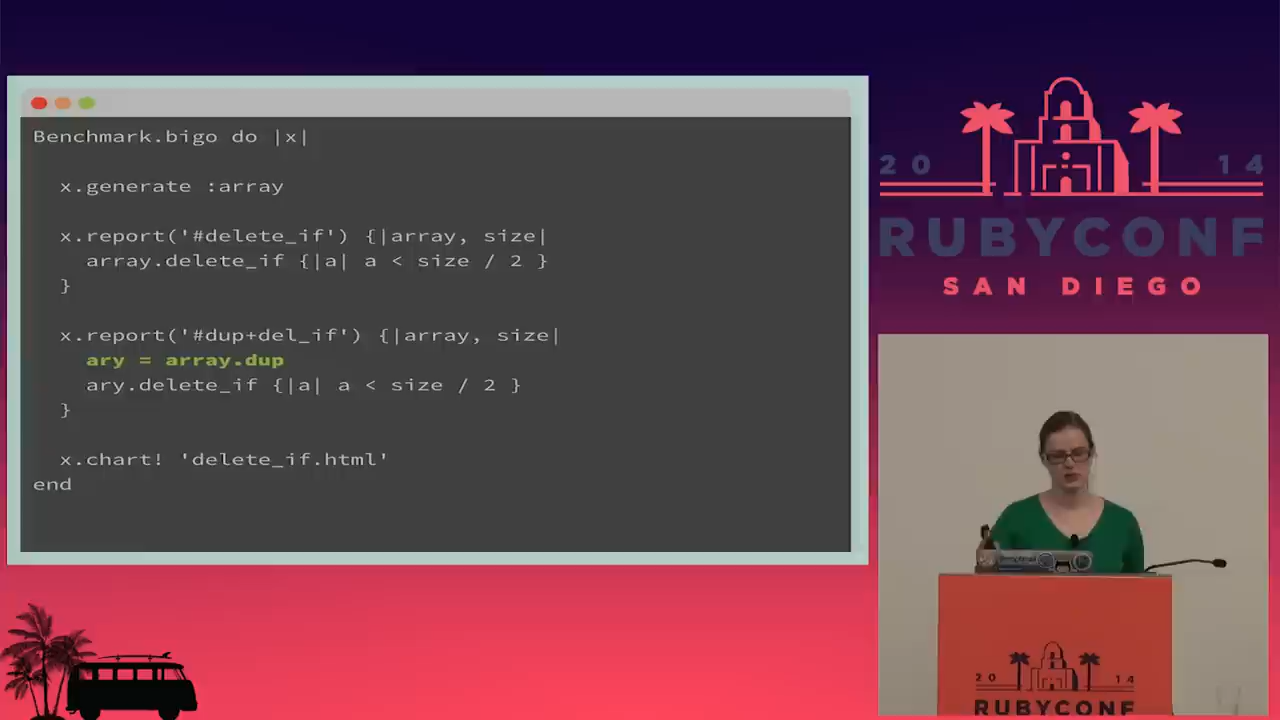 Benchmark.bigo do |x|
x.generate :array
x.report('#delete_if') {|array, size|
array.delete_if {|a| a < size / 2 }
}
x.report('#dup+del_if') {|array, size|
ary = array.dup
ary.delete_if {|a| a < size / 2 }
}
x.chart! 'delete_if.html'
end
20 14
RUBYCONF
SAN DIEGO
20 14
RUBYCONF